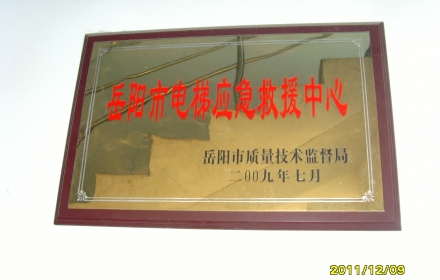 岳阳市电梯应急救援中心
岳阳市质量技术监督局
二00九年七月
2011/12/09